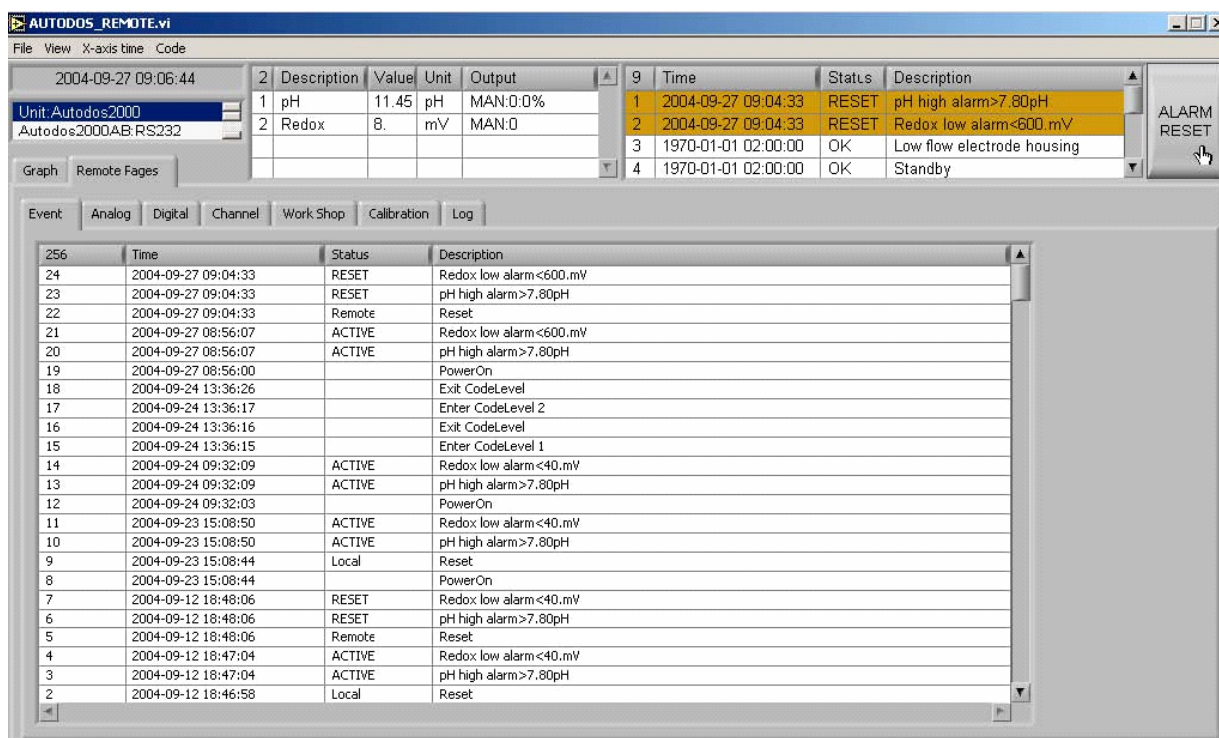 AUTODOS_REMOTE.vi
File View X-axis time Code
2004-09-27 09:06:44
Unit:Autodos2000
Autodos2000AB:RS232
2 Description Value Unit Output
1 pH 11.45 pH MAN:0:0%
2 Redox 8. mV MAN:0
9 Time Status Description
1 2004-09-27 09:04:33 RESET pH high alarm>7.80pH
2 2004-09-27 09:04:33 RESET Redox low alarm<600.mV
3 1970-01-01 02:00:00 OK Low flow electrode housing
4 1970-01-01 02:00:00 OK Standby
ALARM
RESET
Graph Remote Pages
Event Analog Digital Channel Work Shop Calibration Log
256 Time Status Description
24 2004-09-27 09:04:33 RESET Redox low alarm<600.mV
23 2004-09-27 09:04:33 RESET pH high alarm>7.80pH
22 2004-09-27 09:04:33 Remote Reset
21 2004-09-27 08:56:07 ACTIVE Redox low alarm<600.mV
20 2004-09-27 08:56:07 ACTIVE pH high alarm>7.80pH
19 2004-09-27 08:56:00 PowerOn
18 2004-09-24 13:36:26 Exit CodeLevel
17 2004-09-24 13:36:17 Enter CodeLevel 2
16 2004-09-24 13:36:16 Exit CodeLevel
15 2004-09-24 13:36:15 Enter CodeLevel 1
14 2004-09-24 09:32:09 ACTIVE Redox low alarm<40.mV
13 2004-09-24 09:32:09 ACTIVE pH high alarm>7.80pH
12 2004-09-24 09:32:03 PowerOn
11 2004-09-23 15:08:50 ACTIVE Redox low alarm<40.mV
10 2004-09-23 15:08:50 ACTIVE pH high alarm>7.80pH
9 2004-09-23 15:08:44 Local Reset
8 2004-09-23 15:08:44 PowerOn
7 2004-09-12 18:48:06 RESET Redox low alarm<40.mV
6 2004-09-12 18:48:06 RESET pH high alarm>7.80pH
5 2004-09-12 18:48:06 Remote Reset
4 2004-09-12 18:47:04 ACTIVE Redox low alarm<40.mV
3 2004-09-12 18:47:04 ACTIVE pH high alarm>7.80pH
2 2004-09-12 18:46:58 Local Reset